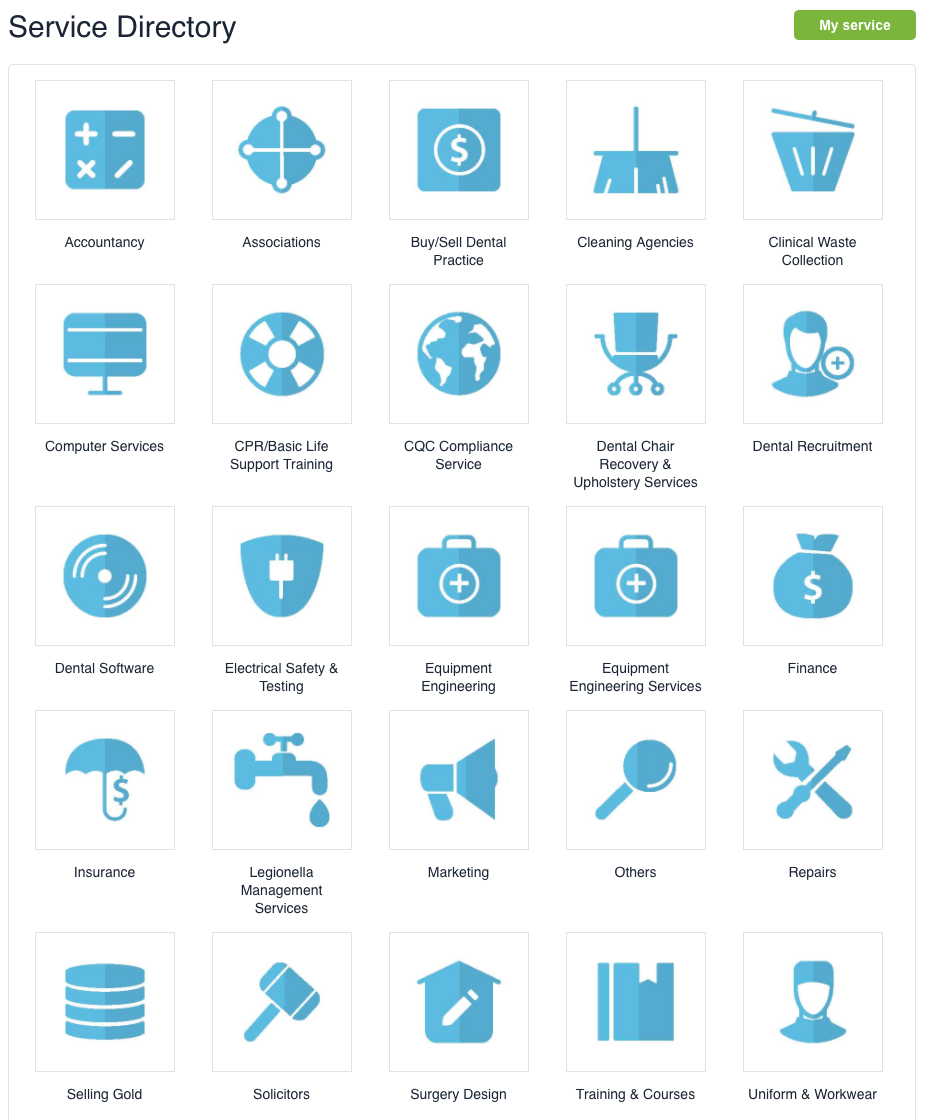 Service Directory
My service
Accountancy
Associations
Buy/Sell Dental
Practice
Cleaning Agencies
Clinical Waste
Collection
Computer Services
CPR/Basic Life
Support Training
CQC Compliance
Service
Dental Chair
Recovery &
Upholstery Services
Dental Recruitment
Dental Software
Electrical Safety &
Testing
Equipment
Engineering
Equipment
Engineering Services
Finance
Insurance
Legionella
Management
Services
Marketing
Others
Repairs
Selling Gold
Solicitors
Surgery Design
Training & Courses
Uniform & Workwear